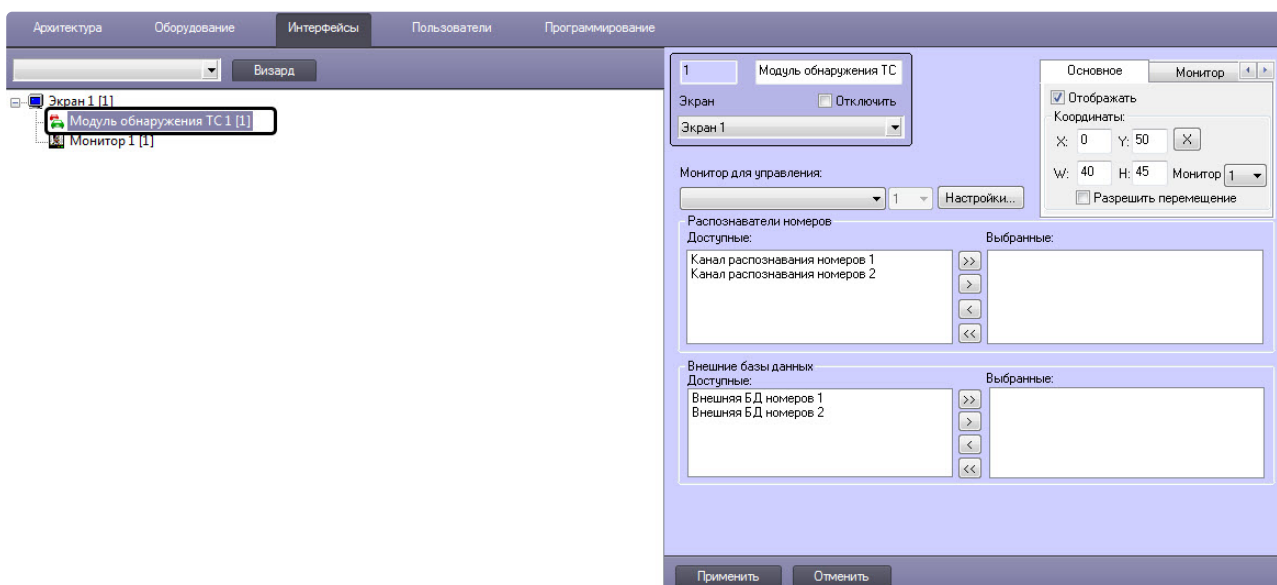 Архитектура Оборудование Интерфейсы Пользователи Программирование
Визард
Экран 1 [1]
Модуль обнаружения ТС 1 [1]
Монитор 1 [1]
1 Модуль обнаружения ТС
Экран Отключить
Экран 1
Основное Монитор
Отображать
Координаты:
X: 0 Y: 50 X
W: 40 H: 45 Монитор 1
Разрешить перемещение
Монитор для управления:
1 Настройки...
Распознаватели номеров
Доступные: Выбранные:
Канал распознавания номеров 1
Канал распознавания номеров 2
>>
>
<
<<
Внешние базы данных
Доступные: Выбранные:
Внешняя БД номеров 1
Внешняя БД номеров 2
>>
>
<
<<
Применить Отменить